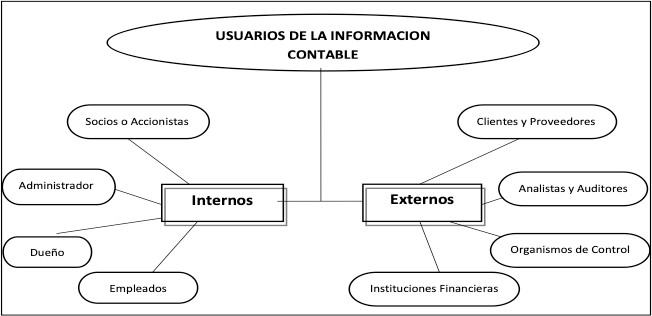 USUARIOS DE LA INFORMACION
CONTABLE
Socios o Accionistas
Clientes y Proveedores
Administrador
Internos
Externos
Analistas y Auditores
Dueño
Organismos de Control
Empleados
Instituciones Financieras